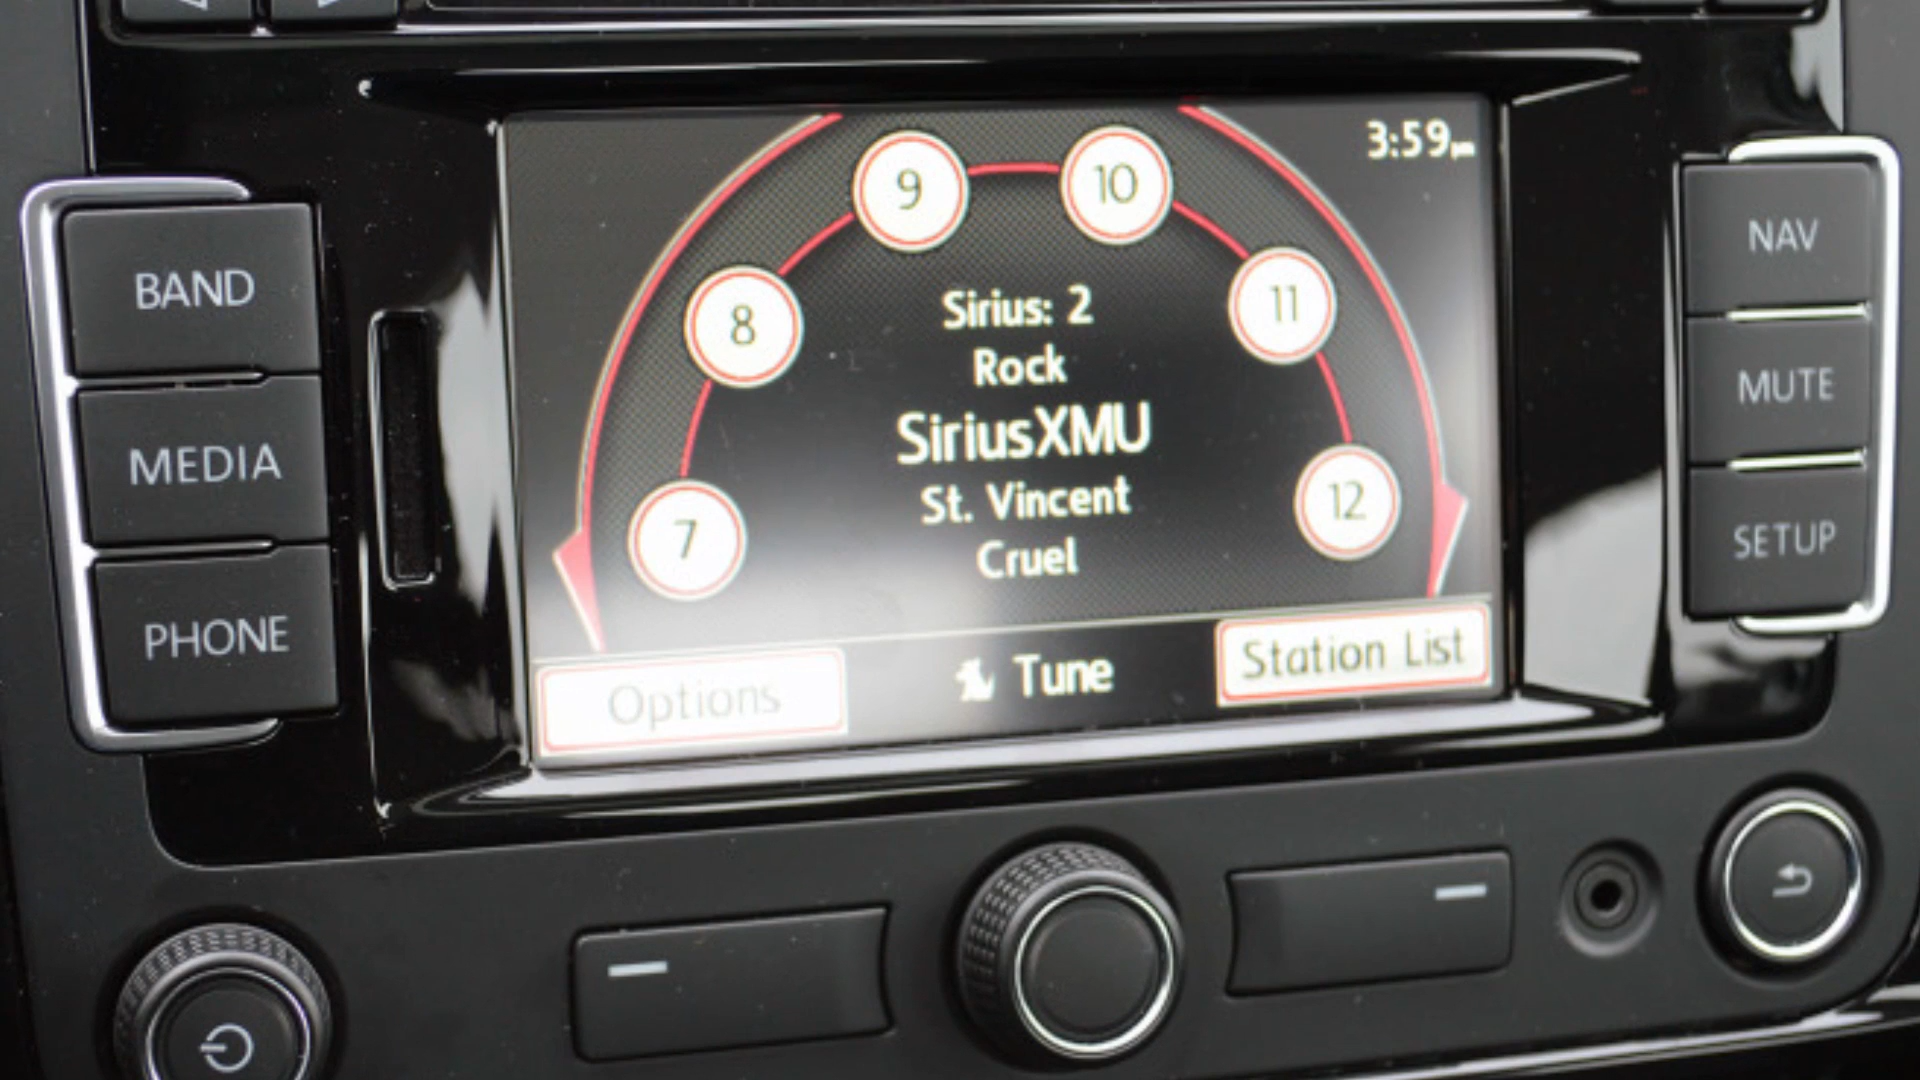 3:59pm
9
10
8
11
7
12
Sirius: 2
Rock
SiriusXMU
St. Vincent
Cruel
Options
Tune
Station List
BAND
MEDIA
PHONE
NAV
MUTE
SETUP